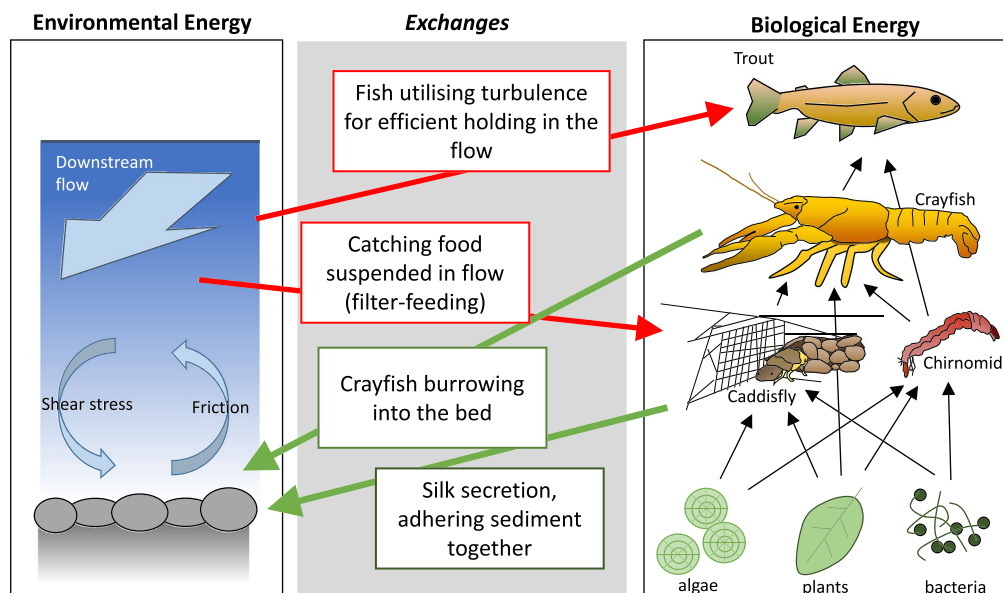 Environmental Energy
Exchanges
Biological Energy
Trout
Fish utilising turbulence
for efficient holding in the
flow
Downstream
flow
Crayfish
Catching food
suspended in flow
(filter-feeding)
Chirnomid
Crayfish burrowing
into the bed
Caddisfly
Shear stress
Friction
Silk secretion,
adhering sediment
together
algae
plants
bacteria